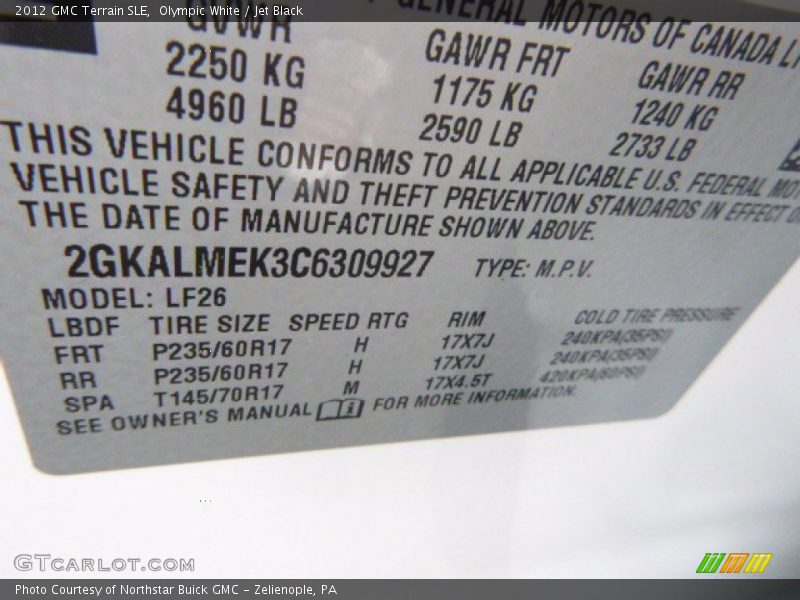 2012 GMC Terrain SLE, Olympic White / Jet Black
GENERAL MOTORS OF CANADA
GVWR GAWR FRT GAWR RR
2250 KG 1175 KG 1240 KG
4960 LB 2590 LB 2733 LB
THIS VEHICLE CONFORMS TO ALL APPLICABLE U.S. FEDERAL
VEHICLE SAFETY AND THEFT PREVENTION STANDARDS IN EFFECT
THE DATE OF MANUFACTURE SHOWN ABOVE.
2GKALMEK3C6309927 TYPE: M.P.V.
MODEL: LF26
LBDF TIRE SIZE SPEED RTG RIM COLD TIRE PRESSURE
FRT P235/60R17 H 17X7J 240KPA(35PSI)
RR P235/60R17 H 17X7J 240KPA(35PSI)
SPA T145/70R17 M 17X4.5T 420KPA(60PSI)
SEE OWNER'S MANUAL FOR MORE INFORMATION.
GTCARLOT.COM
Photo Courtesy of Northstar Buick GMC - Zelienople, PA